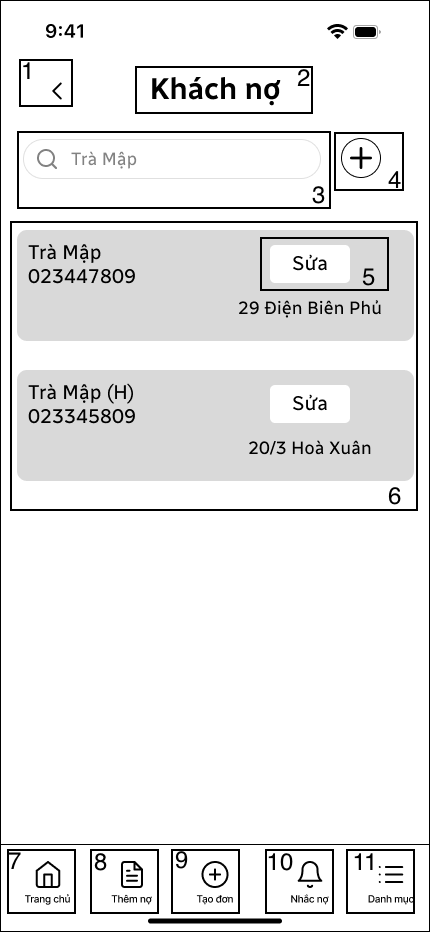 9:41
1
Khách nợ 2
Trà Mập
3
4
Trà Mập
023447809
Sửa 5
29 Điện Biên Phủ
Trà Mập (H)
023345809
Sửa
20/3 Hoà Xuân
6
7 Trang chủ
8 Thêm nợ
9 Tạo đơn
10 Nhắc nợ
11 Danh mục